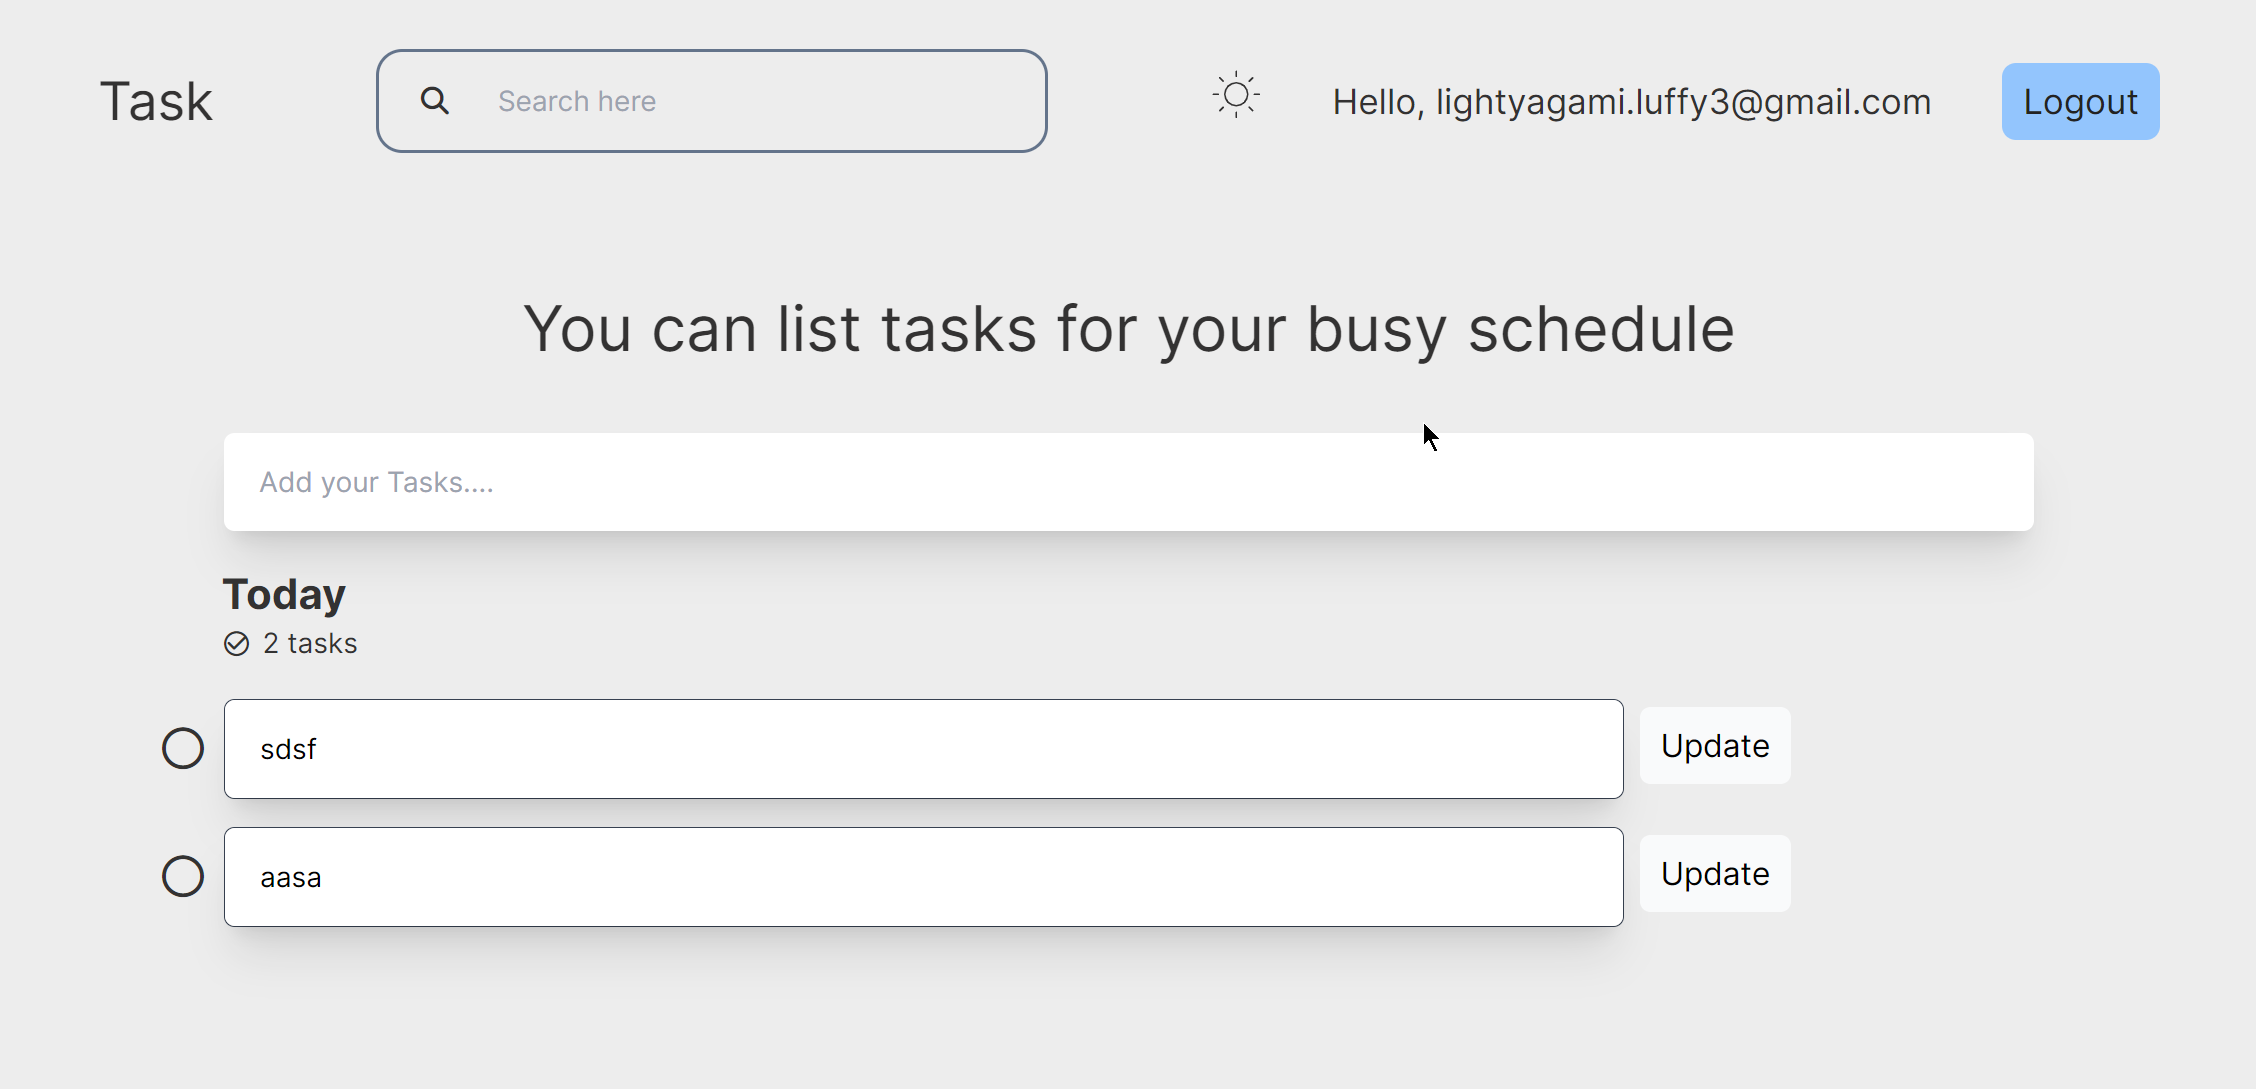 Task
Search here
Hello, lightyagami.luffy3@gmail.com
Logout
You can list tasks for your busy schedule
Add your Tasks....
Today
2 tasks
sdsf
Update
aasa
Update